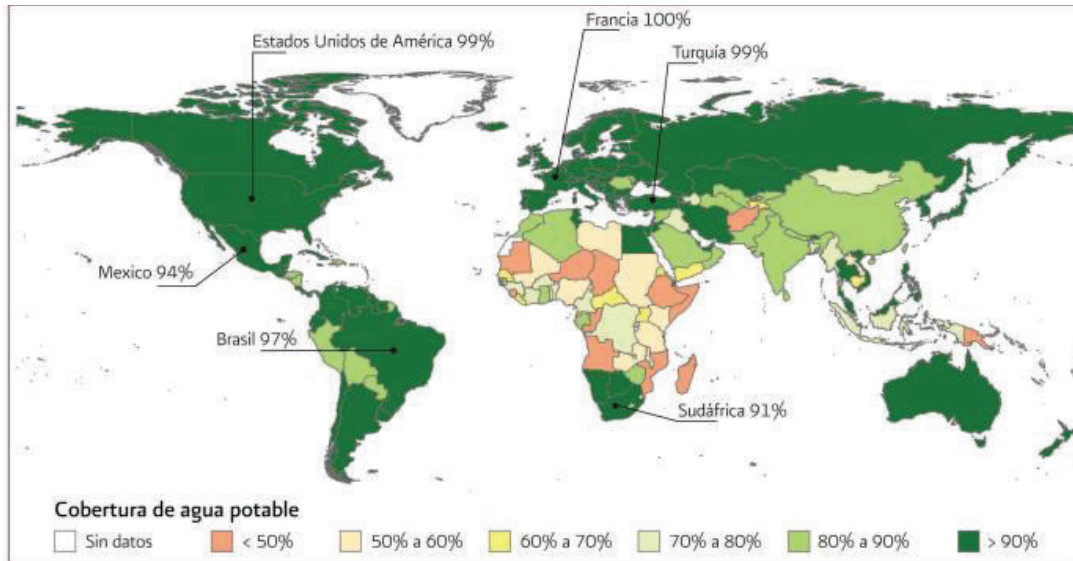 Francia 100%
Estados Unidos de América 99%
Turquía 99%
Mexico 94%
Brasil 97%
Sudáfrica 91%
Cobertura de agua potable
Sin datos
< 50%
50% a 60%
60% a 70%
70% a 80%
80% a 90%
> 90%